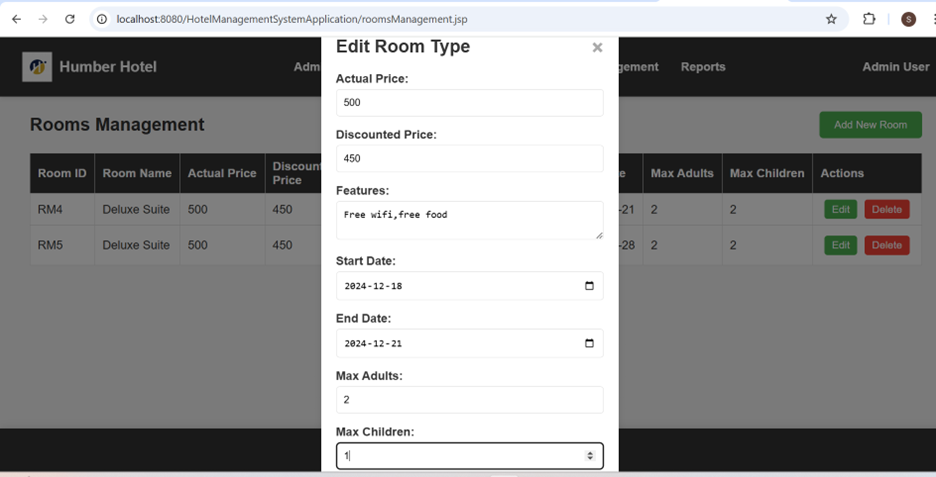 localhost:8080/HotelManagementSystemApplication/roomsManagement.jsp
S
Humber Hotel
Reports
Admin User
Rooms Management
Add New Room
Room ID Room Name Actual Price Max Adults Max Children Actions
Price
RM4 Deluxe Suite 500 450 -21 2 2 Edit Delete
RM5 Deluxe Suite 500 450 -28 2 2 Edit Delete
Edit Room Type
×
Actual Price:
500
Discounted Price:
450
Features:
Free wifi,free food
Start Date:
2024-12-18
End Date:
2024-12-21
Max Adults:
2
Max Children:
1